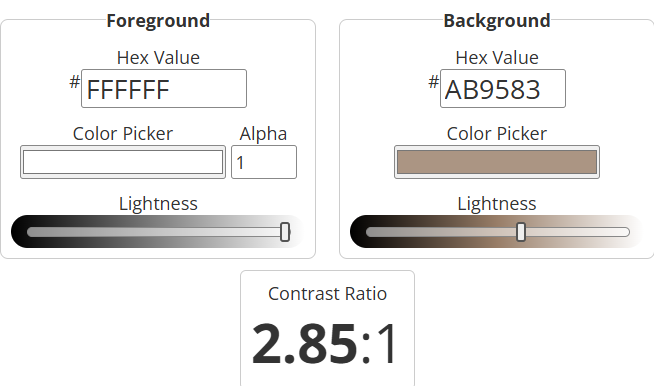 Foreground
Hex Value
# FFFFFF
Color Picker Alpha
1
Lightness
Background
Hex Value
# AB9583
Color Picker
Lightness
Contrast Ratio
2.85:1